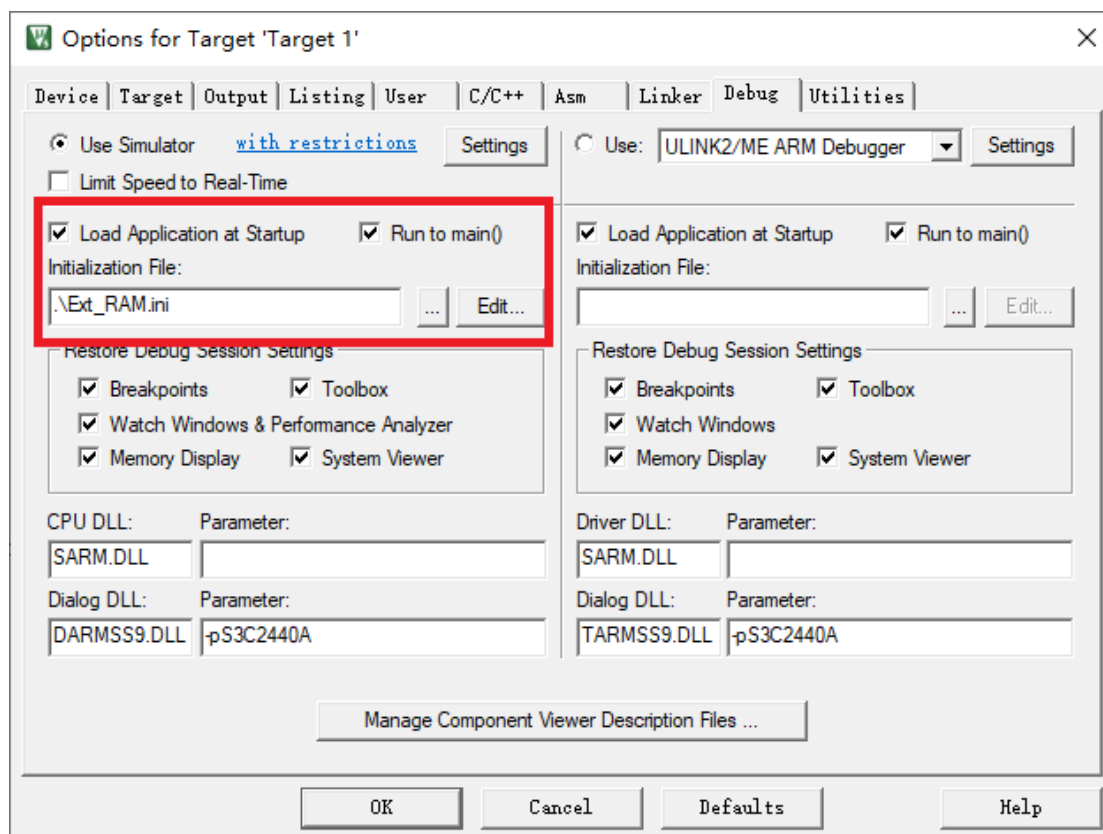 Options for Target 'Target 1'
Device Target Output Listing User C/C++ Asm Linker Debug Utilities
Use Simulator with restrictions Settings
Use: ULINK2/ME ARM Debugger Settings
Limit Speed to Real-Time
Load Application at Startup Run to main()
Load Application at Startup Run to main()
Initialization File:
Initialization File:
.\Ext_RAM.ini ... Edit...
... Edit...
Restore Debug Session Settings
Breakpoints Toolbox
Watch Windows & Performance Analyzer
Memory Display System Viewer
Restore Debug Session Settings
Breakpoints Toolbox
Watch Windows
Memory Display System Viewer
CPU DLL: Parameter:
SARM.DLL
Dialog DLL: Parameter:
DARMSS9.DLL -pS3C2440A
Driver DLL: Parameter:
SARM.DLL
Dialog DLL: Parameter:
TARMSS9.DLL -pS3C2440A
Manage Component Viewer Description Files ...
OK Cancel Defaults Help